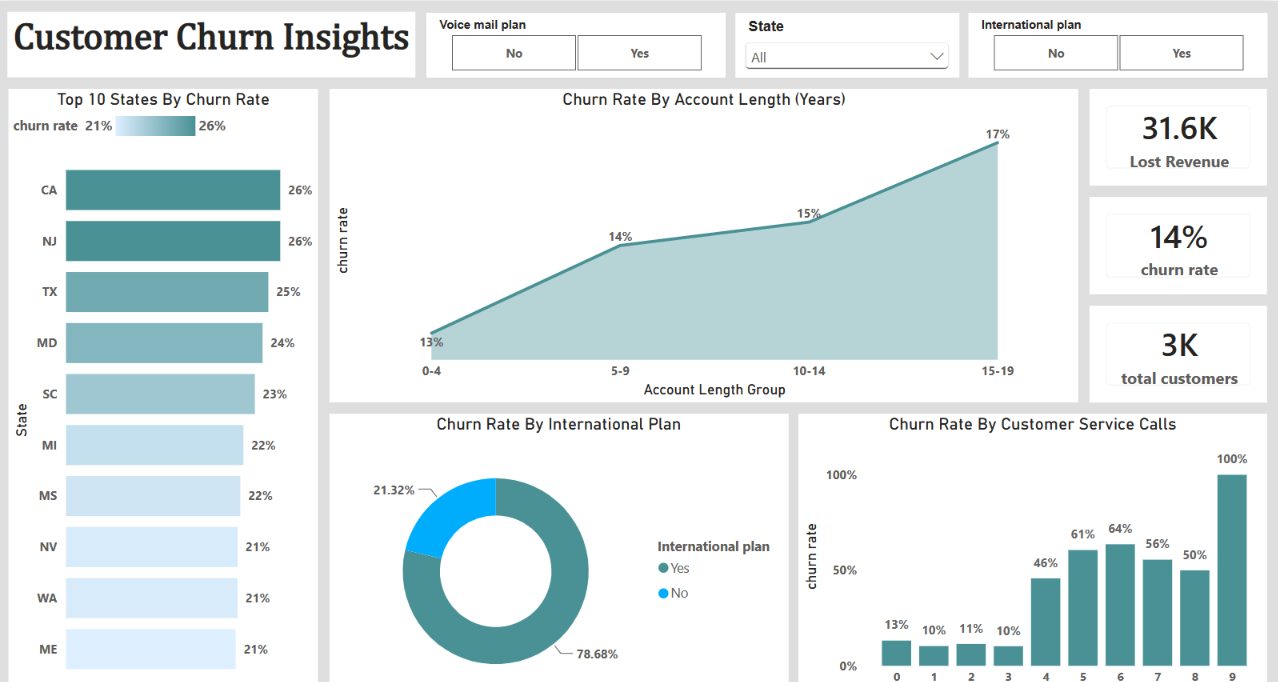 Customer Churn Insights
Voice mail plan
No
Yes
State
All
International plan
No
Yes
Top 10 States By Churn Rate
churn rate 21% 26%
State
CA 26%
NJ 26%
TX 25%
MD 24%
SC 23%
MI 22%
MS 22%
NV 21%
WA 21%
ME 21%
Churn Rate By Account Length (Years)
churn rate
13%
14%
15%
17%
0-4
5-9
10-14
15-19
Account Length Group
31.6K
Lost Revenue
14%
churn rate
3K
total customers
Churn Rate By International Plan
21.32%
78.68%
International plan
Yes
No
Churn Rate By Customer Service Calls
churn rate
100%
50%
0%
13%
10%
11%
10%
46%
61%
64%
56%
50%
100%
0
1
2
3
4
5
6
7
8
9